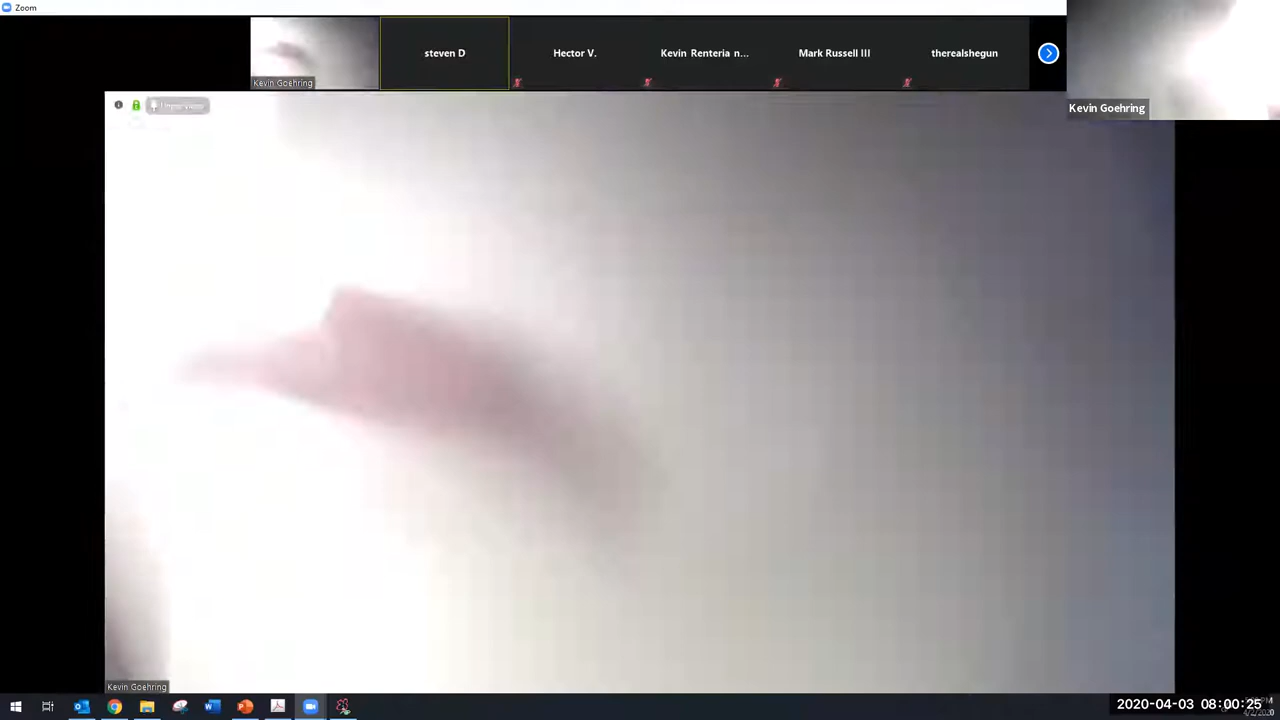 Zoom
steven D
Hector V.
Kevin Renteria n...
Mark Russell III
therealshegun
Kevin Goehring
Kevin Goehring
Kevin Goehring
2020-04-03 08:00:25